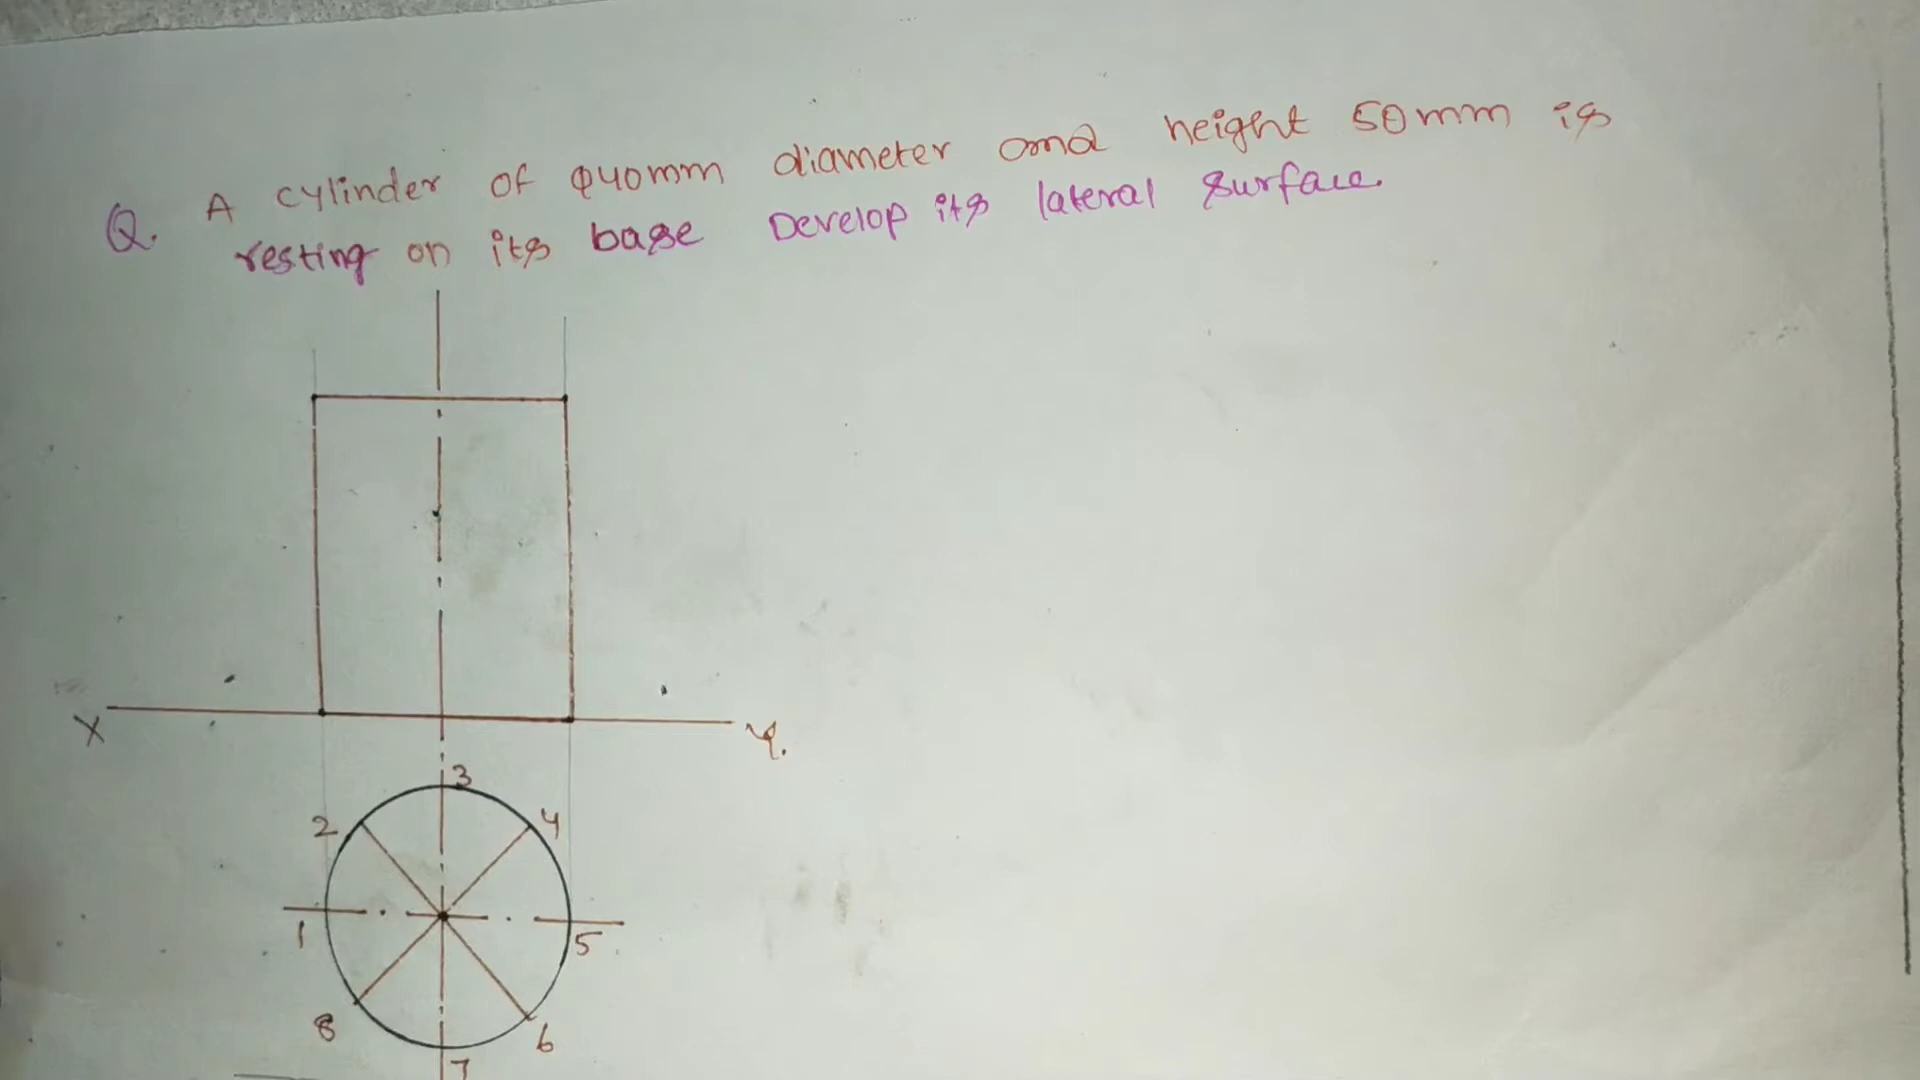 Q. A cylinder of φ40mm diameter and height 50mm is
resting on its base Develop its lateral surface.
X Y.
3
2 4
1 5
8 6
7